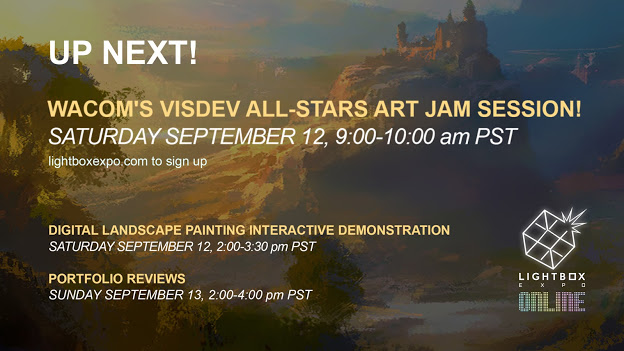 UP NEXT!
WACOM'S VISDEV ALL-STARS ART JAM SESSION!
SATURDAY SEPTEMBER 12, 9:00-10:00 am PST
lightboxexpo.com to sign up
DIGITAL LANDSCAPE PAINTING INTERACTIVE DEMONSTRATION
SATURDAY SEPTEMBER 12, 2:00-3:30 pm PST
PORTFOLIO REVIEWS
SUNDAY SEPTEMBER 13, 2:00-4:00 pm PST
LIGHTBOX
EXPO
ONLINE